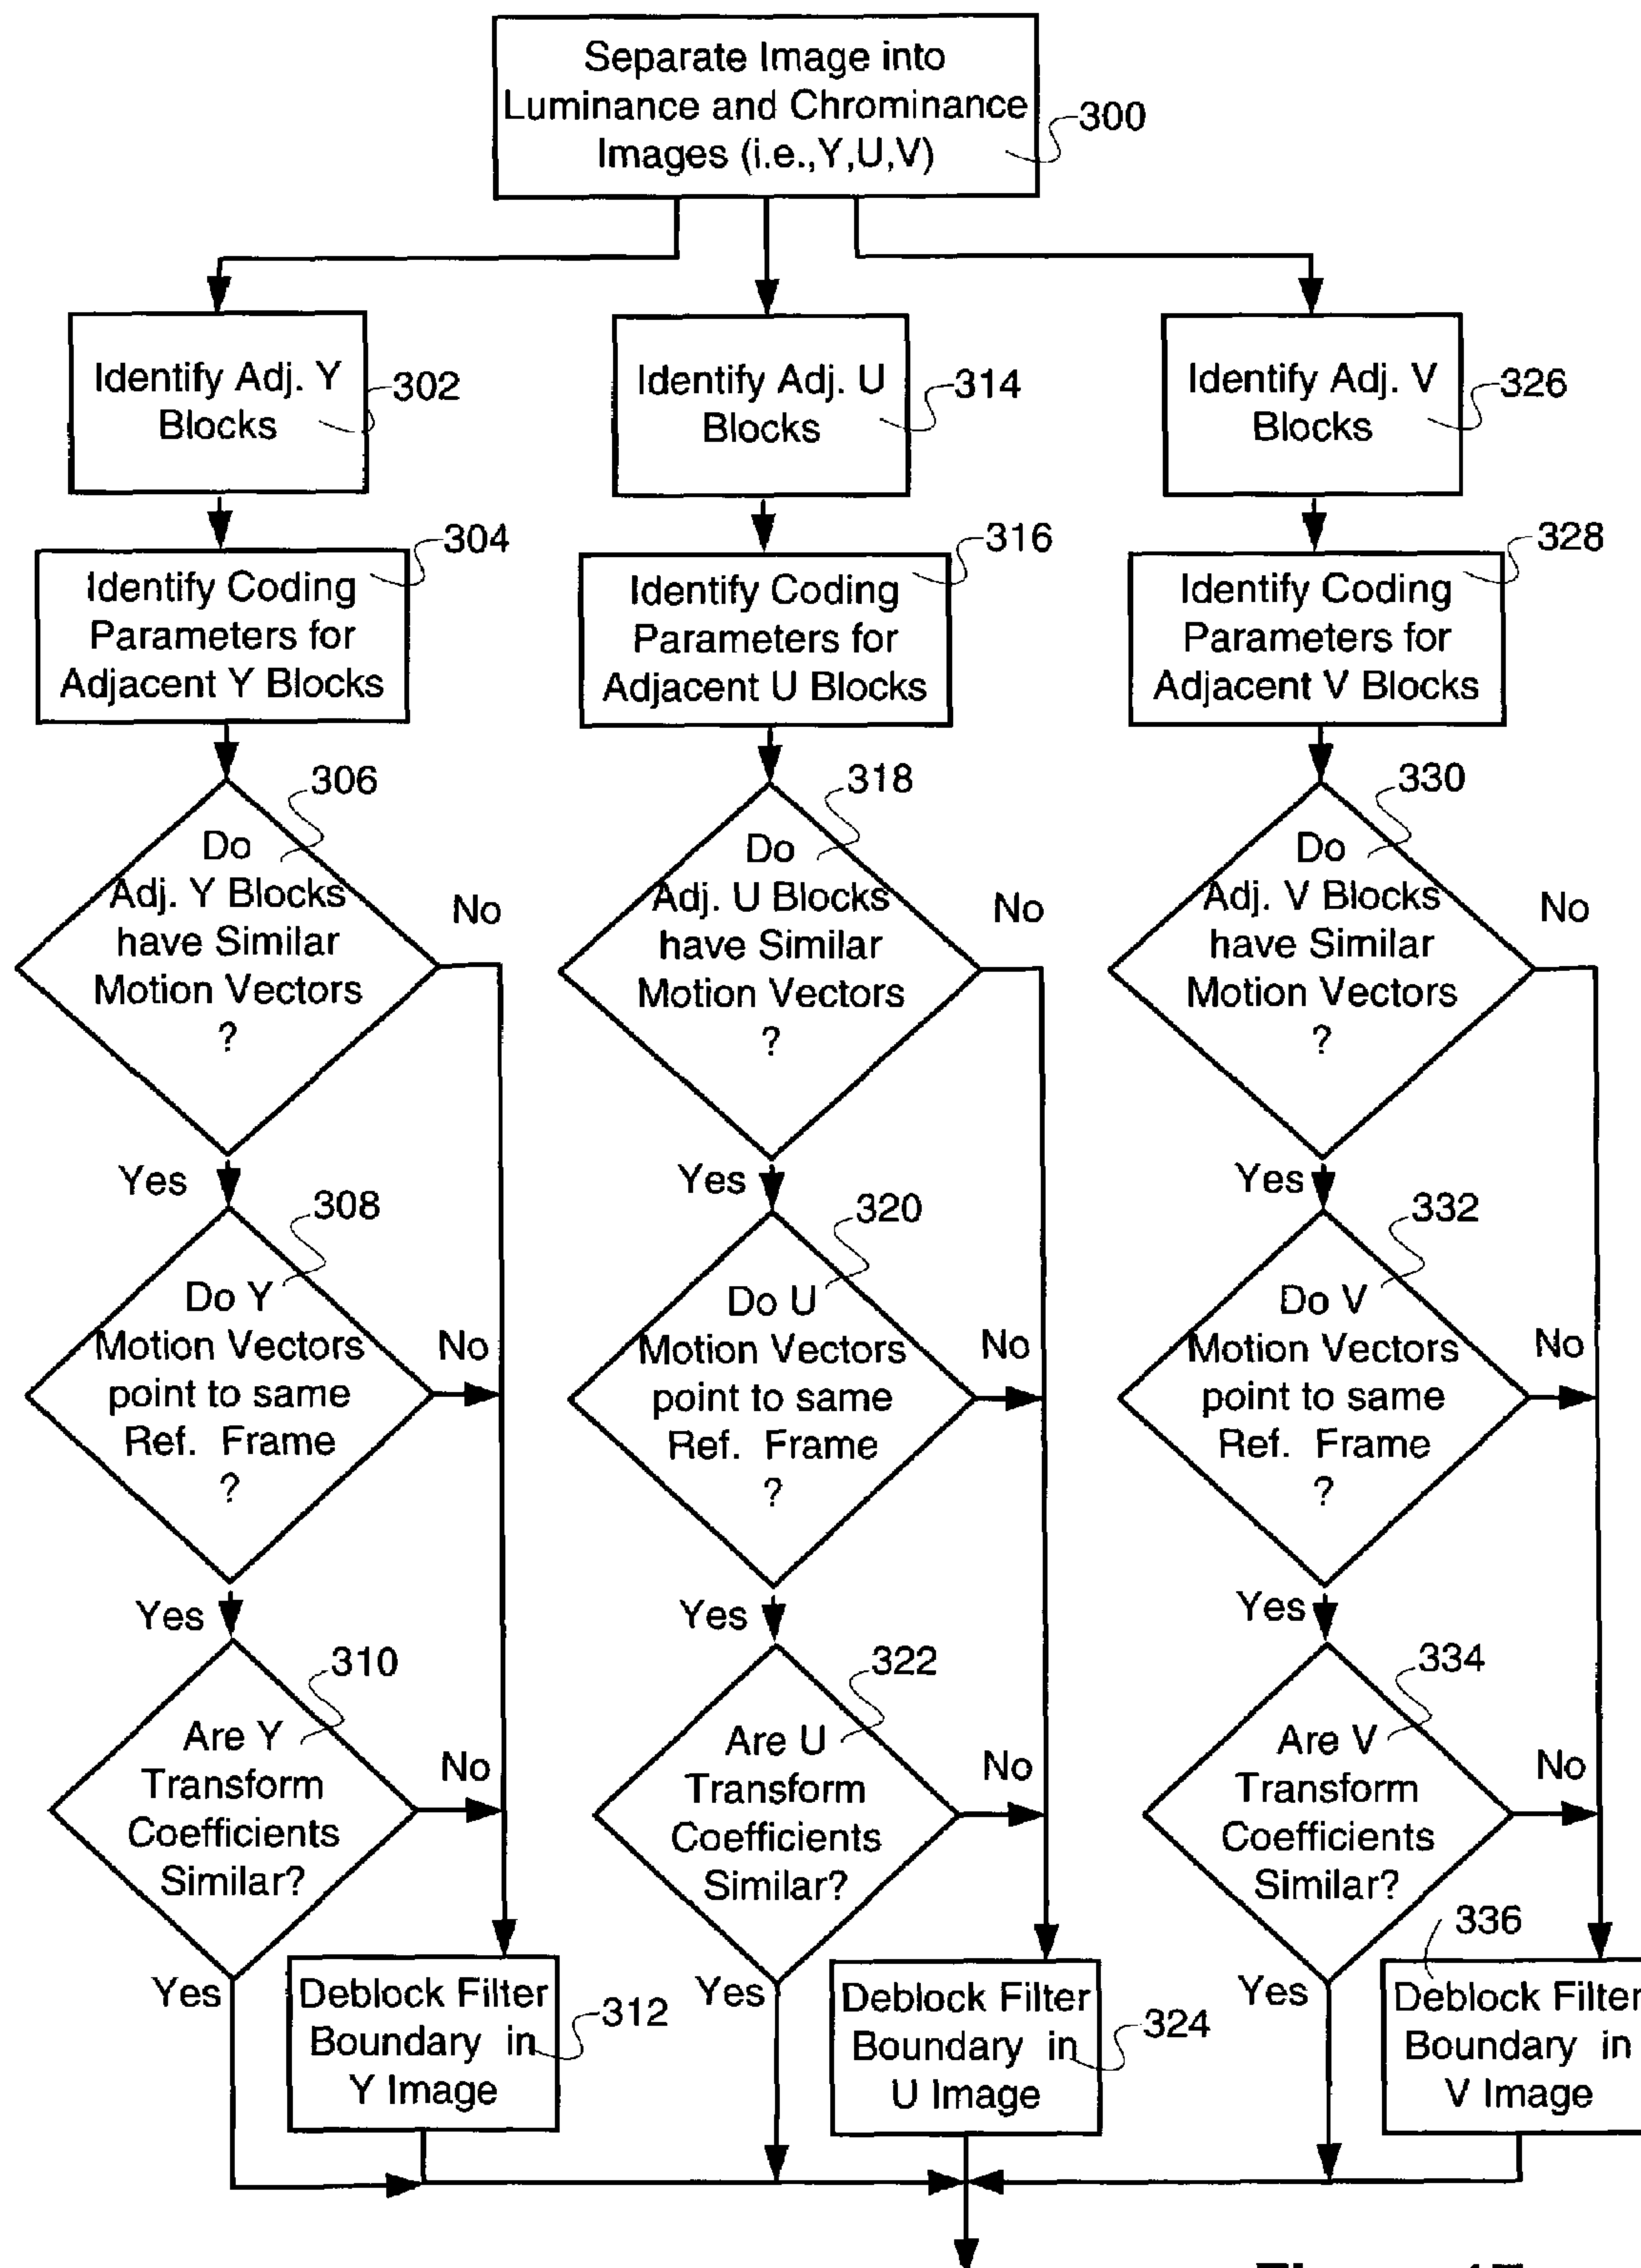 Separate Image into
Luminance and Chrominance
Images (i.e.,Y,U,V)
300
Identify Adj. Y
Blocks
302
Identify Adj. U
Blocks
314
Identify Adj. V
Blocks
326
304
Identify Coding
Parameters for
Adjacent Y Blocks
316
Identify Coding
Parameters for
Adjacent U Blocks
328
Identify Coding
Parameters for
Adjacent V Blocks
306
Do
Adj. Y Blocks
have Similar
Motion Vectors
?
No
Yes
318
Do
Adj. U Blocks
have Similar
Motion Vectors
?
No
Yes
330
Do
Adj. V Blocks
have Similar
Motion Vectors
?
No
Yes
308
Do Y
Motion Vectors
point to same
Ref. Frame
?
No
Yes
320
Do U
Motion Vectors
point to same
Ref. Frame
?
No
Yes
332
Do V
Motion Vectors
point to same
Ref. Frame
?
No
Yes
310
Are Y
Transform
Coefficients
Similar?
No
Yes
322
Are U
Transform
Coefficients
Similar?
No
Yes
334
Are V
Transform
Coefficients
Similar?
No
Yes
Deblock Filter
Boundary in
Y Image
312
Deblock Filter
Boundary in
U Image
324
336
Deblock Filter
Boundary in
V Image